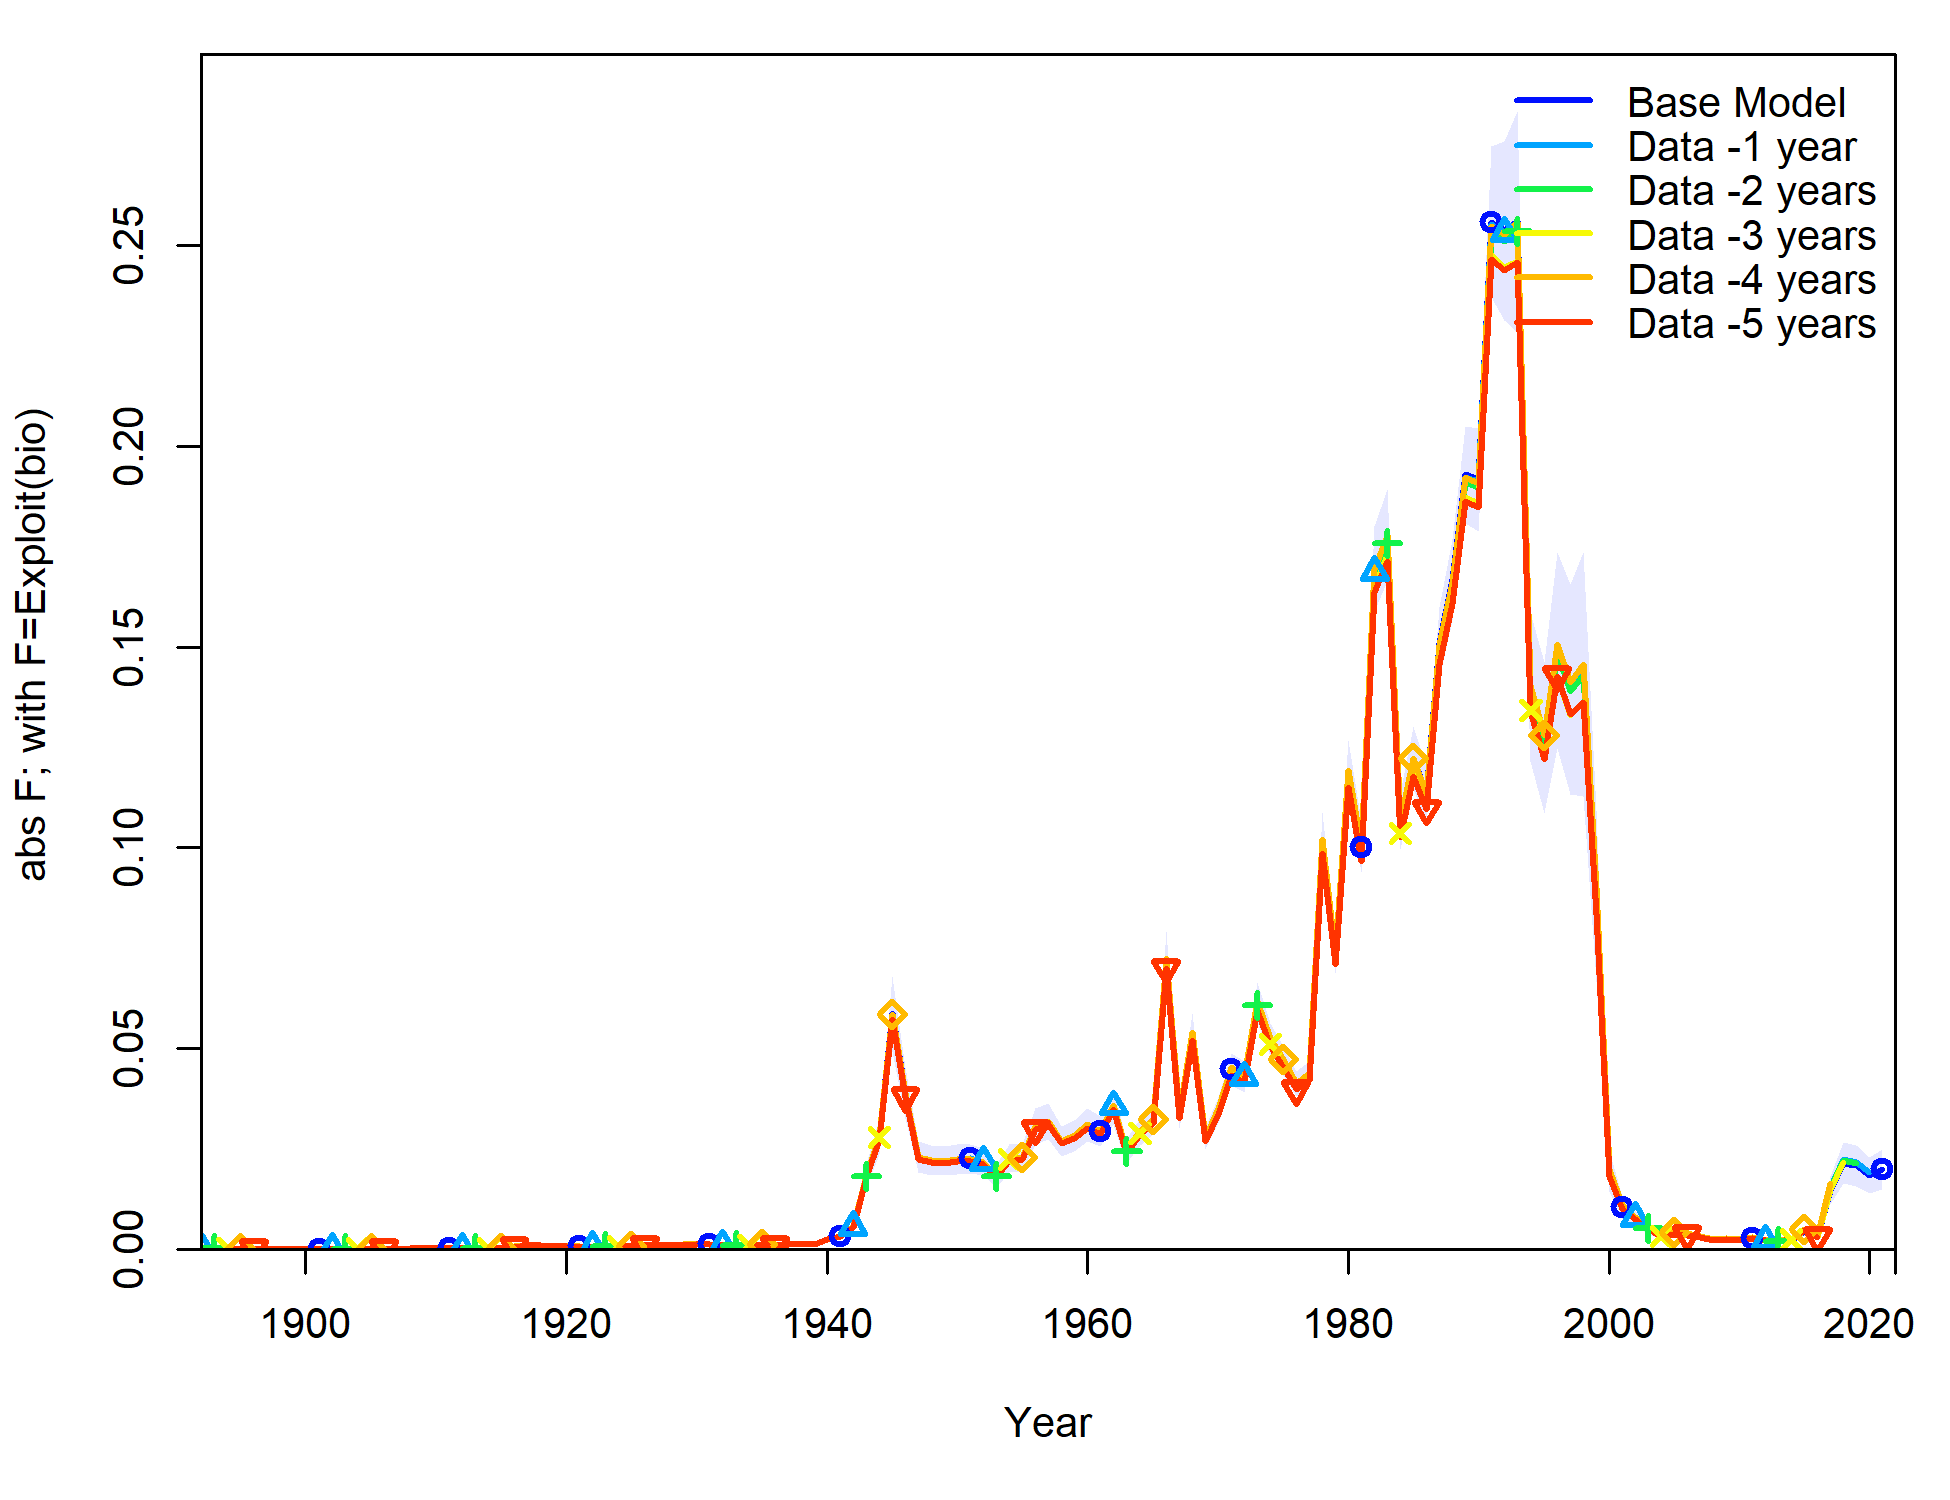 Base Model
Data -1 year
Data -2 years
Data -3 years
Data -4 years
Data -5 years
abs F; with F=Exploit(bio)
0.25
0.20
0.15
0.10
0.05
0.00
1900 1920 1940 1960 1980 2000 2020
Year